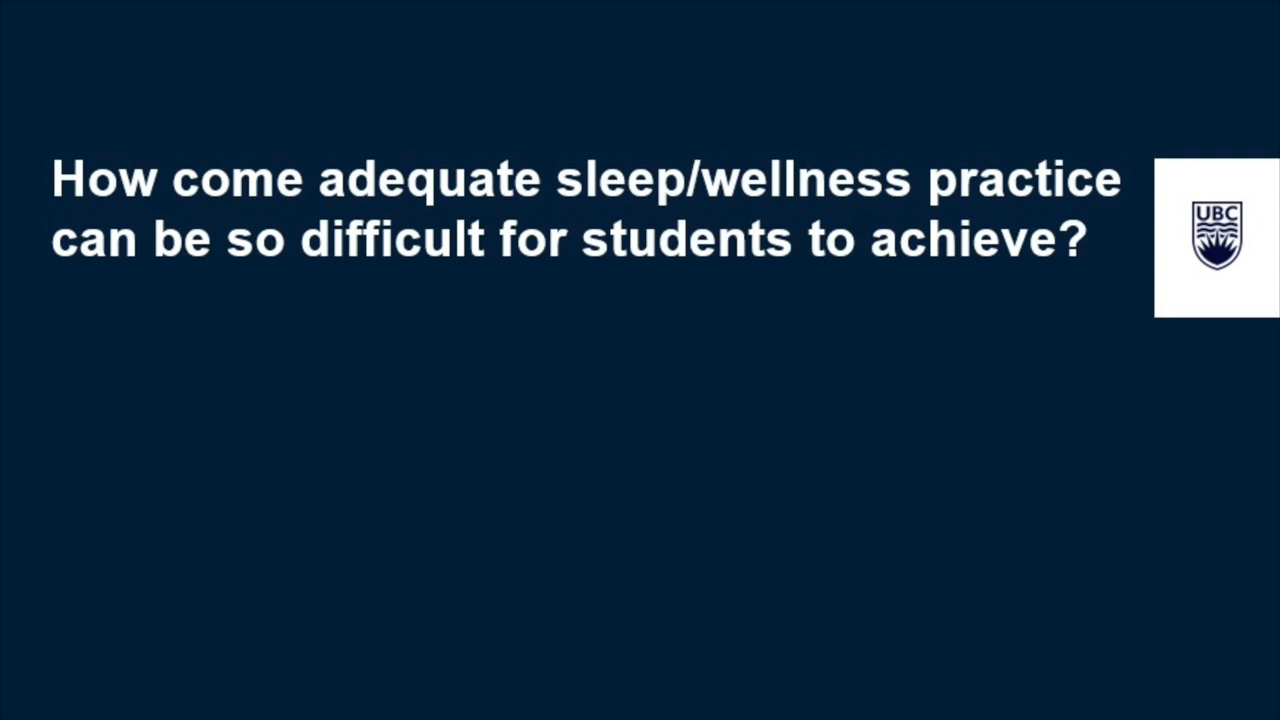 How come adequate sleep/wellness practice
can be so difficult for students to achieve?
UBC